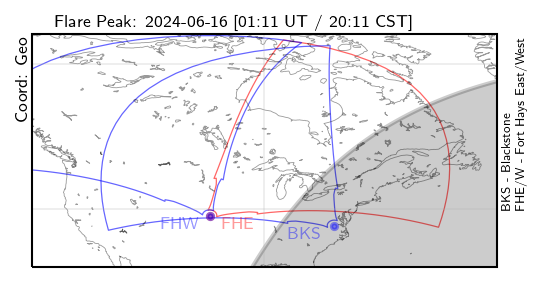 Flare Peak: 2024-06-16 [01:11 UT / 20:11 CST]
Coord: Geo
FHW
FHE
BKS
BKS - Blackstone
FHE/W - Fort Hays East/West